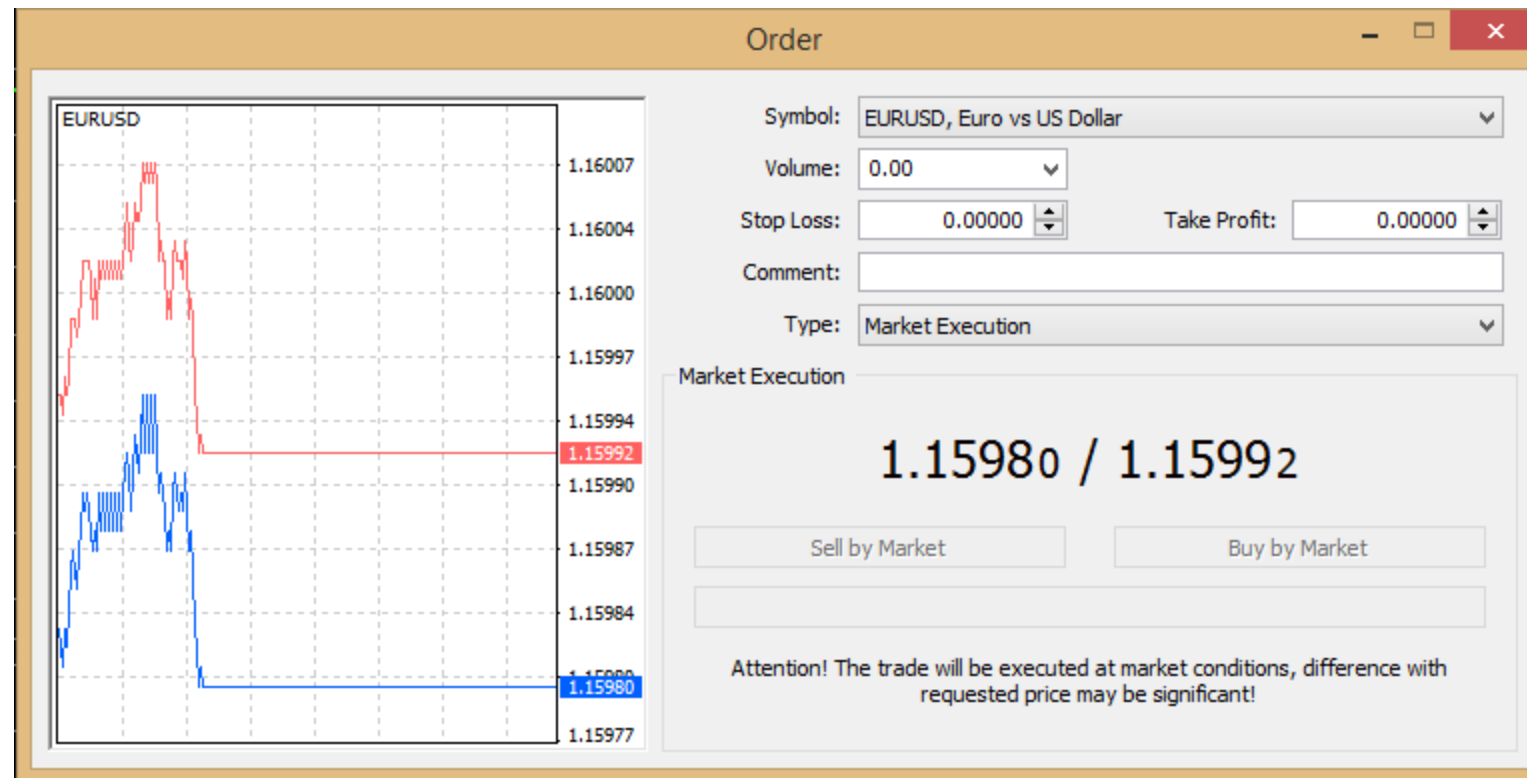 Order
EURUSD
1.16007
1.16004
1.16000
1.15997
1.15994
1.15992
1.15990
1.15987
1.15984
1.15980
1.15977
Symbol: EURUSD, Euro vs US Dollar
Volume: 0.00
Stop Loss: 0.00000 Take Profit: 0.00000
Comment:
Type: Market Execution
Market Execution
1.15980 / 1.15992
Sell by Market Buy by Market
Attention! The trade will be executed at market conditions, difference with
requested price may be significant!